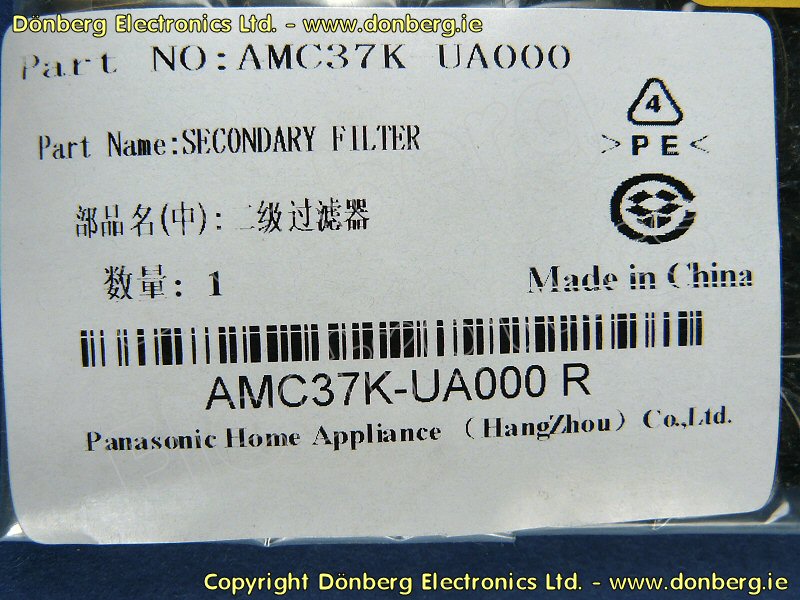 Dönberg Electronics Ltd. - www.donberg.ie
Part NO:AMC37K-UA000
4
>PE<
Part Name:SECONDARY FILTER
部品名(中): 二级过滤器
数量: 1
Made in China
AMC37K-UA000 R
Panasonic Home Appliance （HangZhou）Co.,Ltd.
Copyright Dönberg Electronics Ltd. - www.donberg.ie